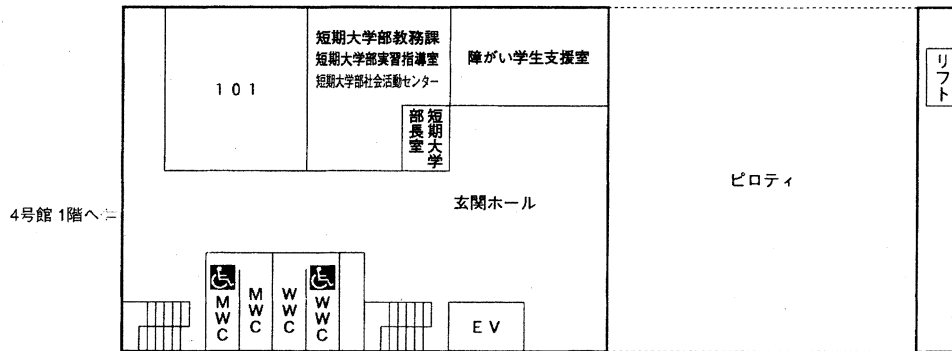 短期大学部教務課
短期大学部実習指導室
短期大学部社会活動センター
障がい学生支援室
101
短期大学
部長室
リフト
ピロティ
玄関ホール
4号館 1階へ
MWC
MWC
WWC
WWC
EV